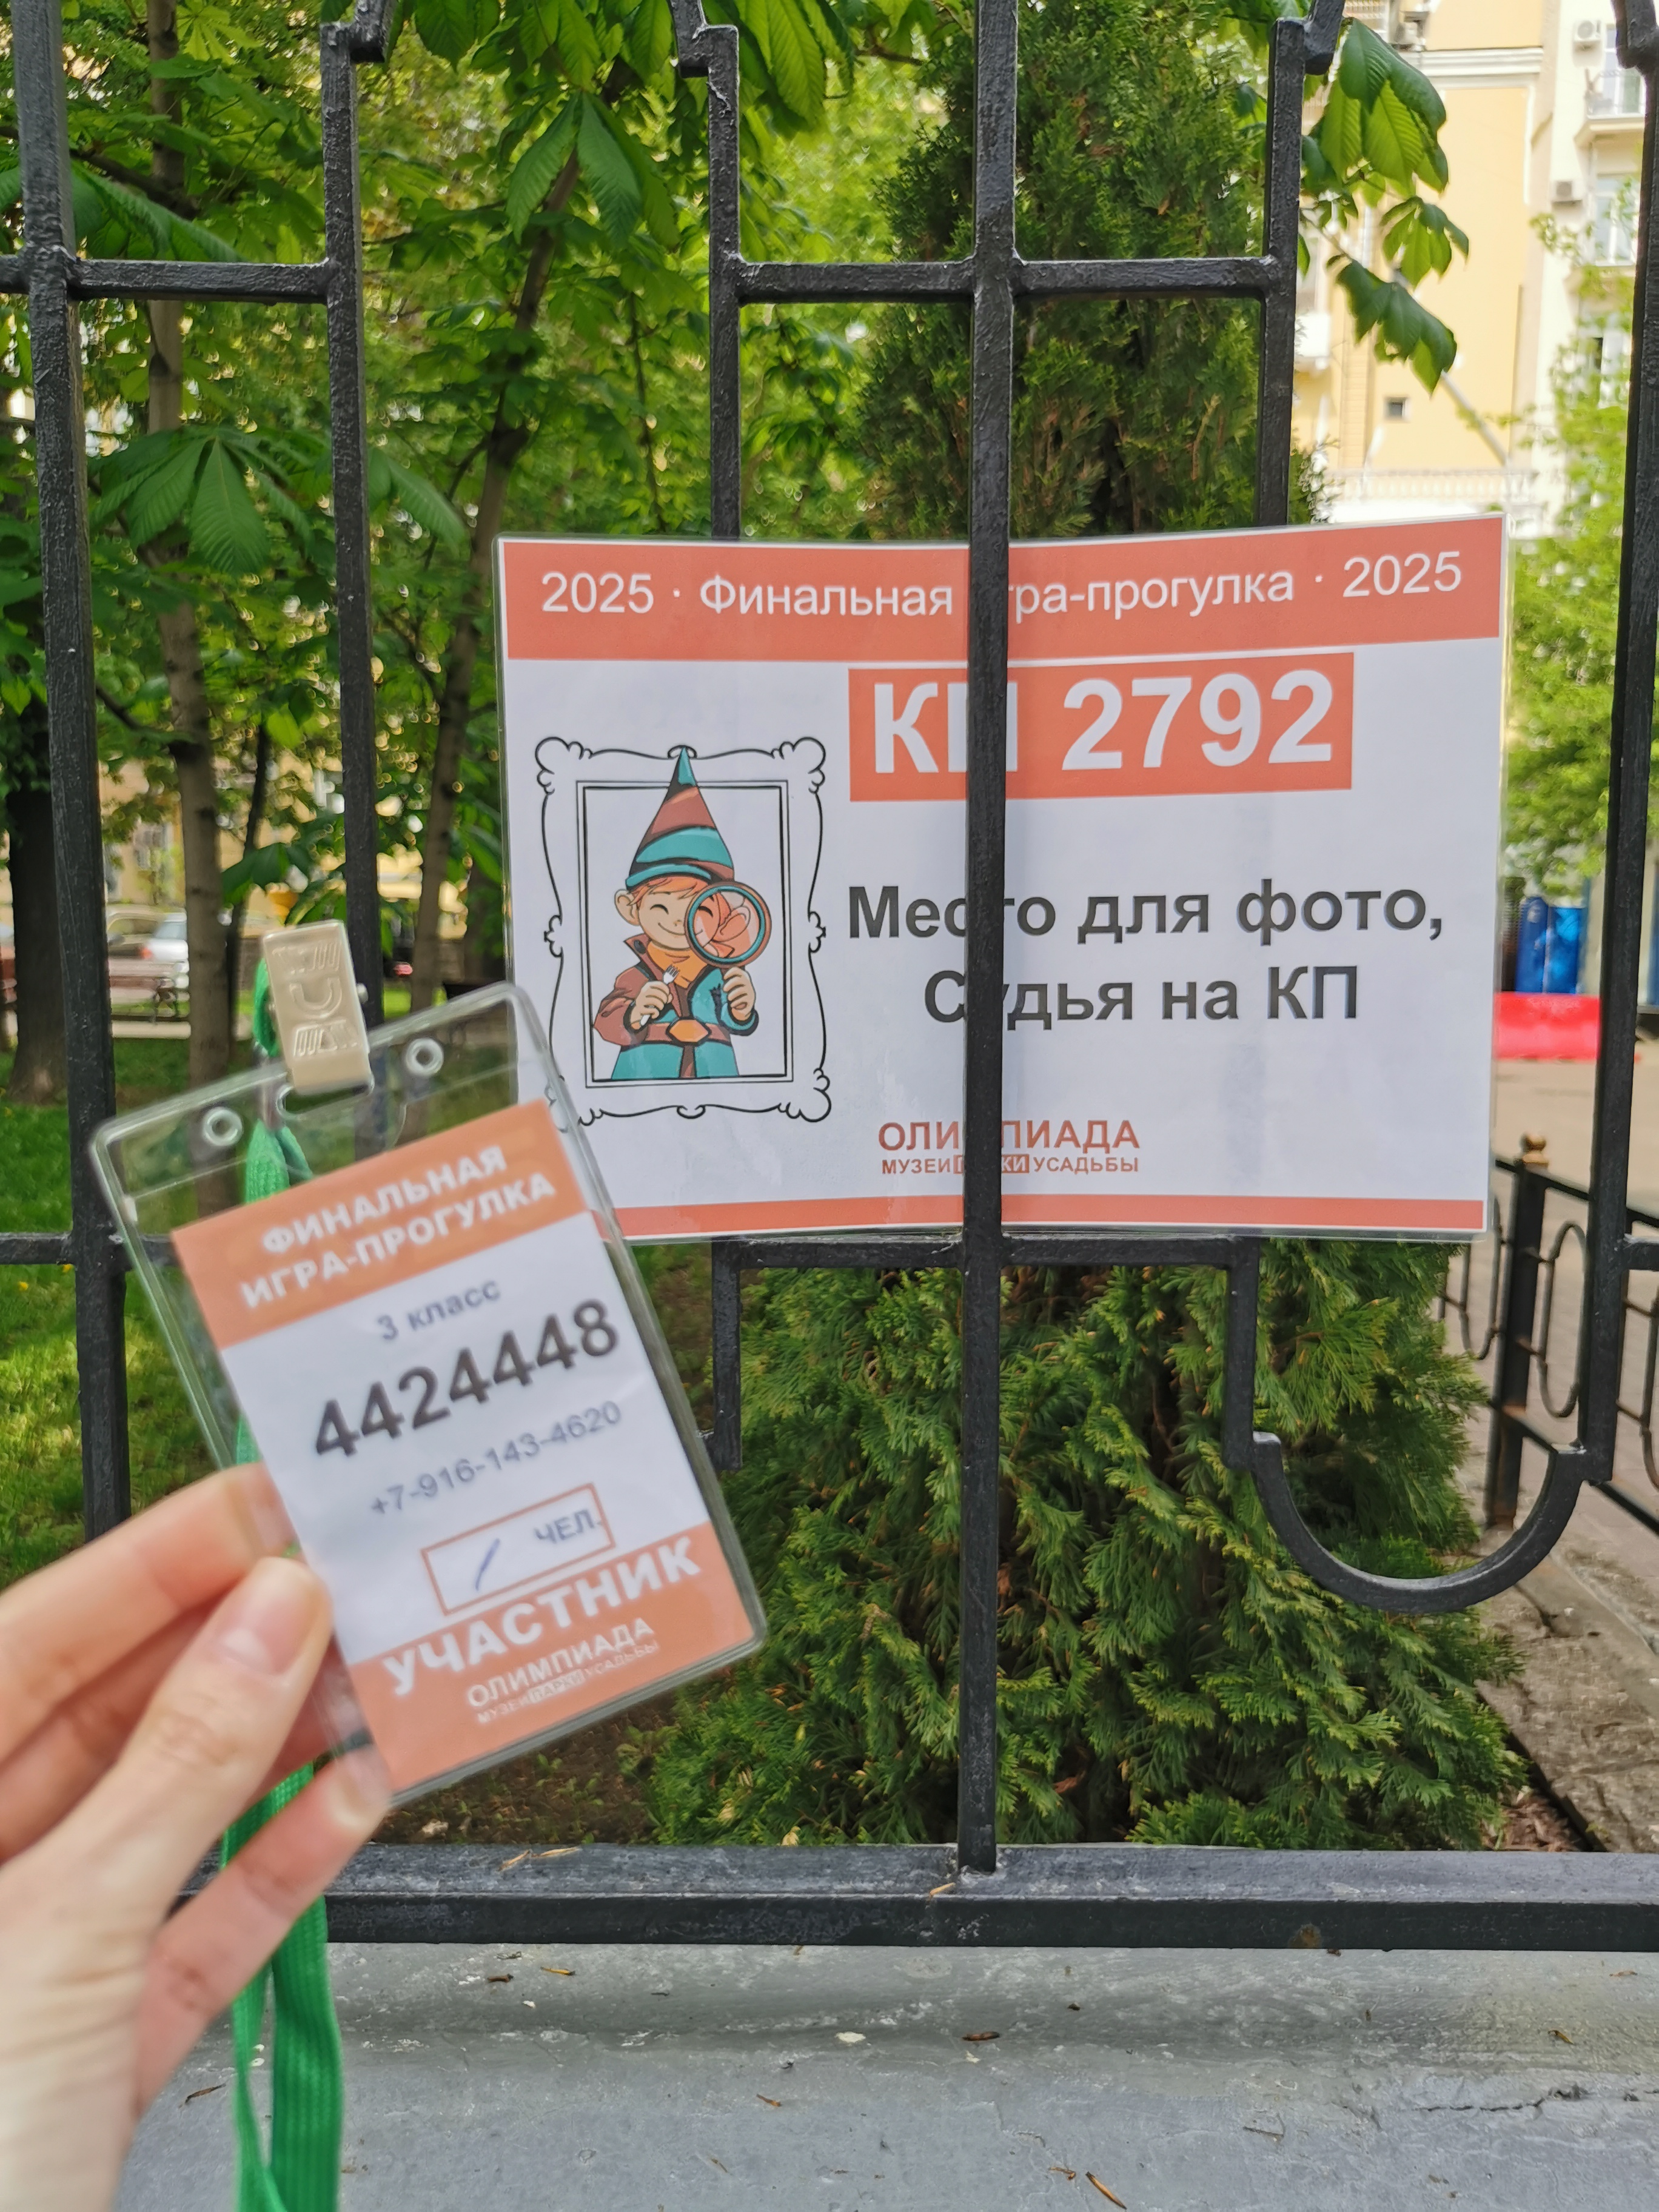 2025 · Финальная игра-прогулка · 2025
КП 2792
Место для фото,
Судья на КП
ОЛИМПИАДА
МУЗЕИ ПАРКИ УСАДЬБЫ
ФИНАЛЬНАЯ
ИГРА-ПРОГУЛКА
3 класс
4424448
+7-916-143-4620
1 ЧЕЛ.
УЧАСТНИК
ОЛИМПИАДА
МУЗЕИ ПАРКИ УСАДЬБЫ